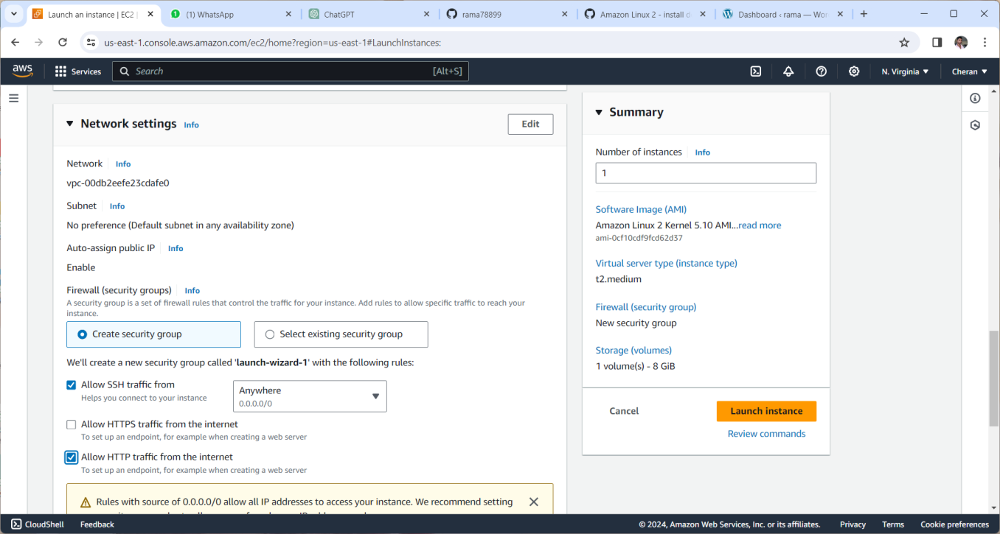 Launch an instance | EC2 |
(1) WhatsApp
ChatGPT
rama78899
Amazon Linux 2 - install d
Dashboard ‹ rama — Wor
us-east-1.console.aws.amazon.com/ec2/home?region=us-east-1#LaunchInstances:
aws
Services
Search
[Alt+S]
N. Virginia
Cheran
Network settings Info
Edit
Network Info
vpc-00db2eefe23cdafe0
Subnet Info
No preference (Default subnet in any availability zone)
Auto-assign public IP Info
Enable
Firewall (security groups) Info
A security group is a set of firewall rules that control the traffic for your instance. Add rules to allow specific traffic to reach your
instance.
Create security group
Select existing security group
We'll create a new security group called 'launch-wizard-1' with the following rules:
Allow SSH traffic from
Helps you connect to your instance
Anywhere
0.0.0.0/0
Allow HTTPS traffic from the internet
To set up an endpoint, for example when creating a web server
Allow HTTP traffic from the internet
To set up an endpoint, for example when creating a web server
Rules with source of 0.0.0.0/0 allow all IP addresses to access your instance. We recommend setting
Summary
Number of instances Info
1
Software Image (AMI)
Amazon Linux 2 Kernel 5.10 AMI...read more
ami-0cf10cdf9fcd62d37
Virtual server type (instance type)
t2.medium
Firewall (security group)
New security group
Storage (volumes)
1 volume(s) - 8 GiB
Cancel
Launch instance
Review commands
CloudShell
Feedback
© 2024, Amazon Web Services, Inc. or its affiliates.
Privacy
Terms
Cookie preferences